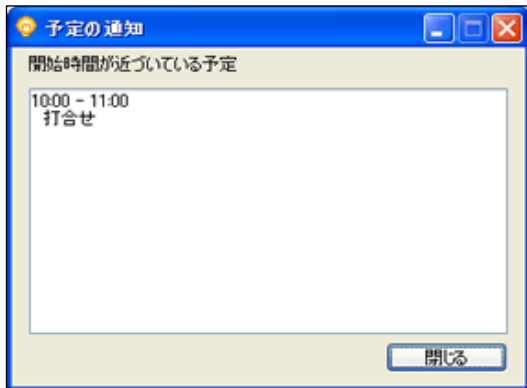 予定の通知
開始時間が近づいている予定
10:00 - 11:00
打合せ
閉じる